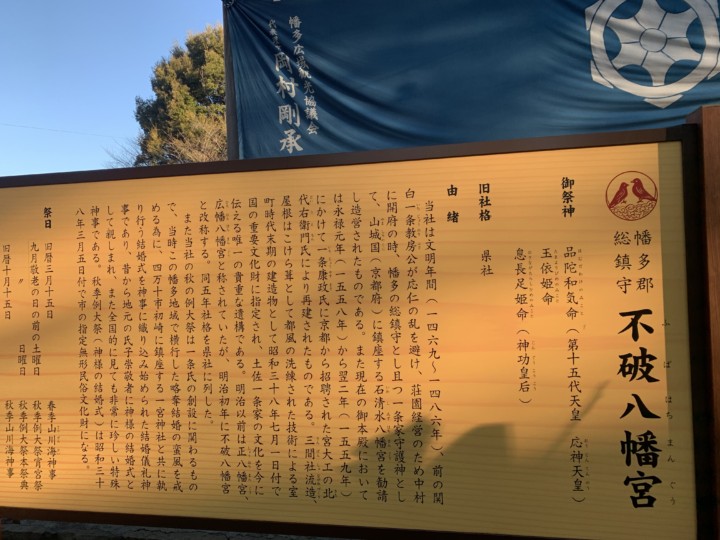 幡多広域観光協議会
岡村剛承
幡多郡
総鎮守
不破八幡宮
ふばはちまんぐう
御祭神
品陀和気命（第十五代天皇　応神天皇）
玉依姫命
息長足姫命（神功皇后）
旧社格
県社
由緒
当社は文明年間（一四六九～一四八六年）、前の関
白一条教房公が応仁の乱を避け、荘園経営のため中村
に開府の時、幡多の総鎮守とし且つ一条家守護神とし
て、山城国（京都府）に鎮座する石清水八幡宮を勧請
し造営されたものである。また現在の御本殿において
は永禄元年（一五五八年）から翌二年（一五五九年）
にかけて一条康政氏に京都から招聘された宮大工の北
代右衛門氏により再建されたものである。三間社流造、
屋根はこけら茸として都風の洗練された技術による室
町時代末期の建造物として昭和三十八年七月一日付で
国の重要文化財に指定され、土佐一条家の文化を今に
伝える唯一の貴重な遺構である。明治以前は正八幡宮、
広幡八幡宮と称されていたが、明治初年に不破八幡宮
と改称する。同五年社格を県社に列した。
また当社の秋の例大祭は一条氏の創設に関わるもの
で、当時この幡多地域で横行した略奪結婚の蛮風を戒
める為に、四万十市初崎に鎮座する一宮神社と共に執
り行う結婚式を神事に織り込み始められた結婚儀礼神
事であり、昔から地元の氏子崇敬者に神様の結婚式と
して親しまれ、また全国的に見ても非常に珍しい特殊
神事である。秋季例大祭（神様の結婚式）は昭和三十
八年三月五日付で市の指定無形民俗文化財になる。
祭日
旧暦三月十五日　春季山川海神事
九月敬老の日の前の土曜日　秋季例大祭宵宮祭
〃　日曜日　秋季例大祭本祭典
旧暦十月十五日　秋季山川海神事